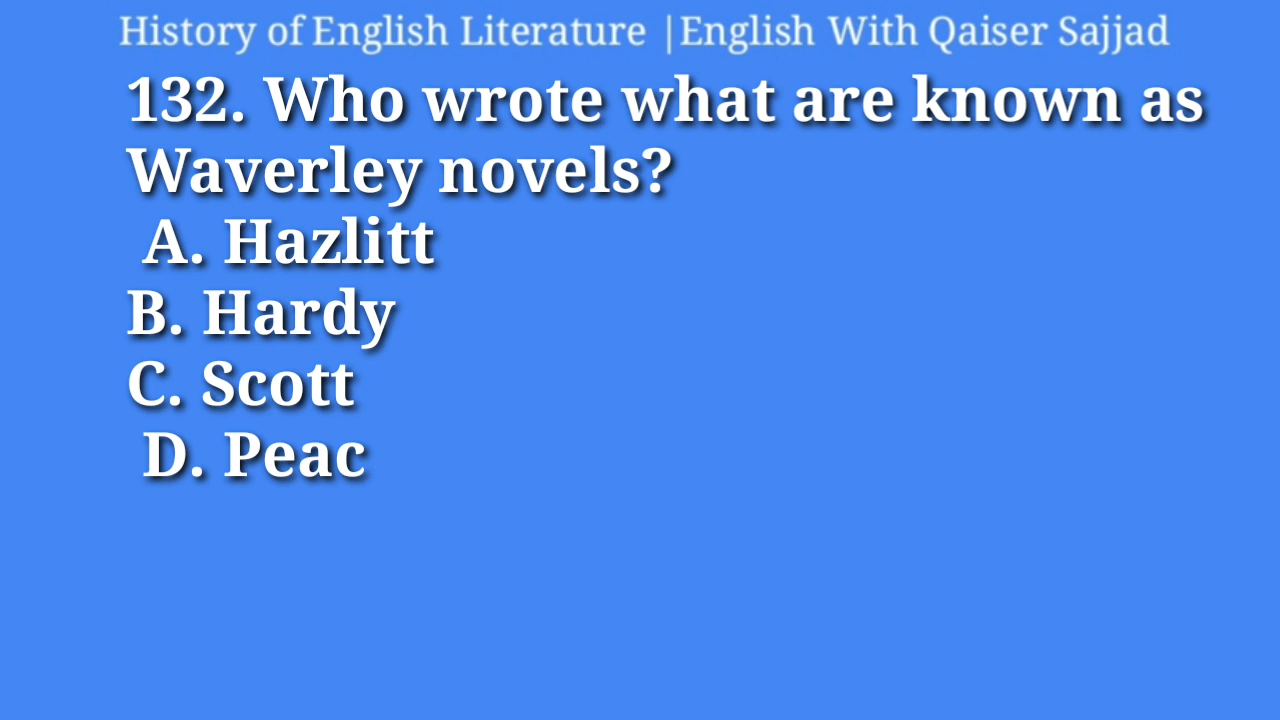 History of English Literature |English With Qaiser Sajjad
132. Who wrote what are known as
Waverley novels?
A. Hazlitt
B. Hardy
C. Scott
D. Peac